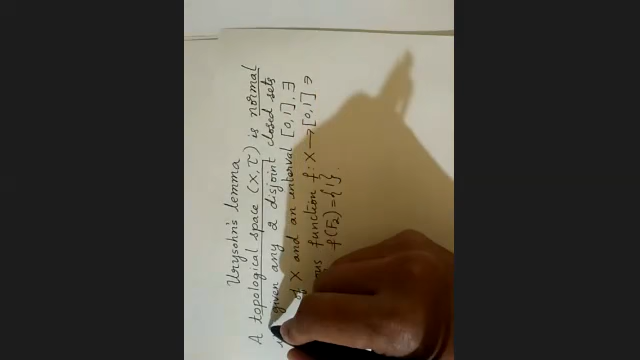 Urysohn's lemma
A topological space (X, τ) is normal
given any 2 disjoint closed sets
of X and an interval [0, 1], ∃
function f: X → [0, 1] ∋
f(F₂) = {1}.